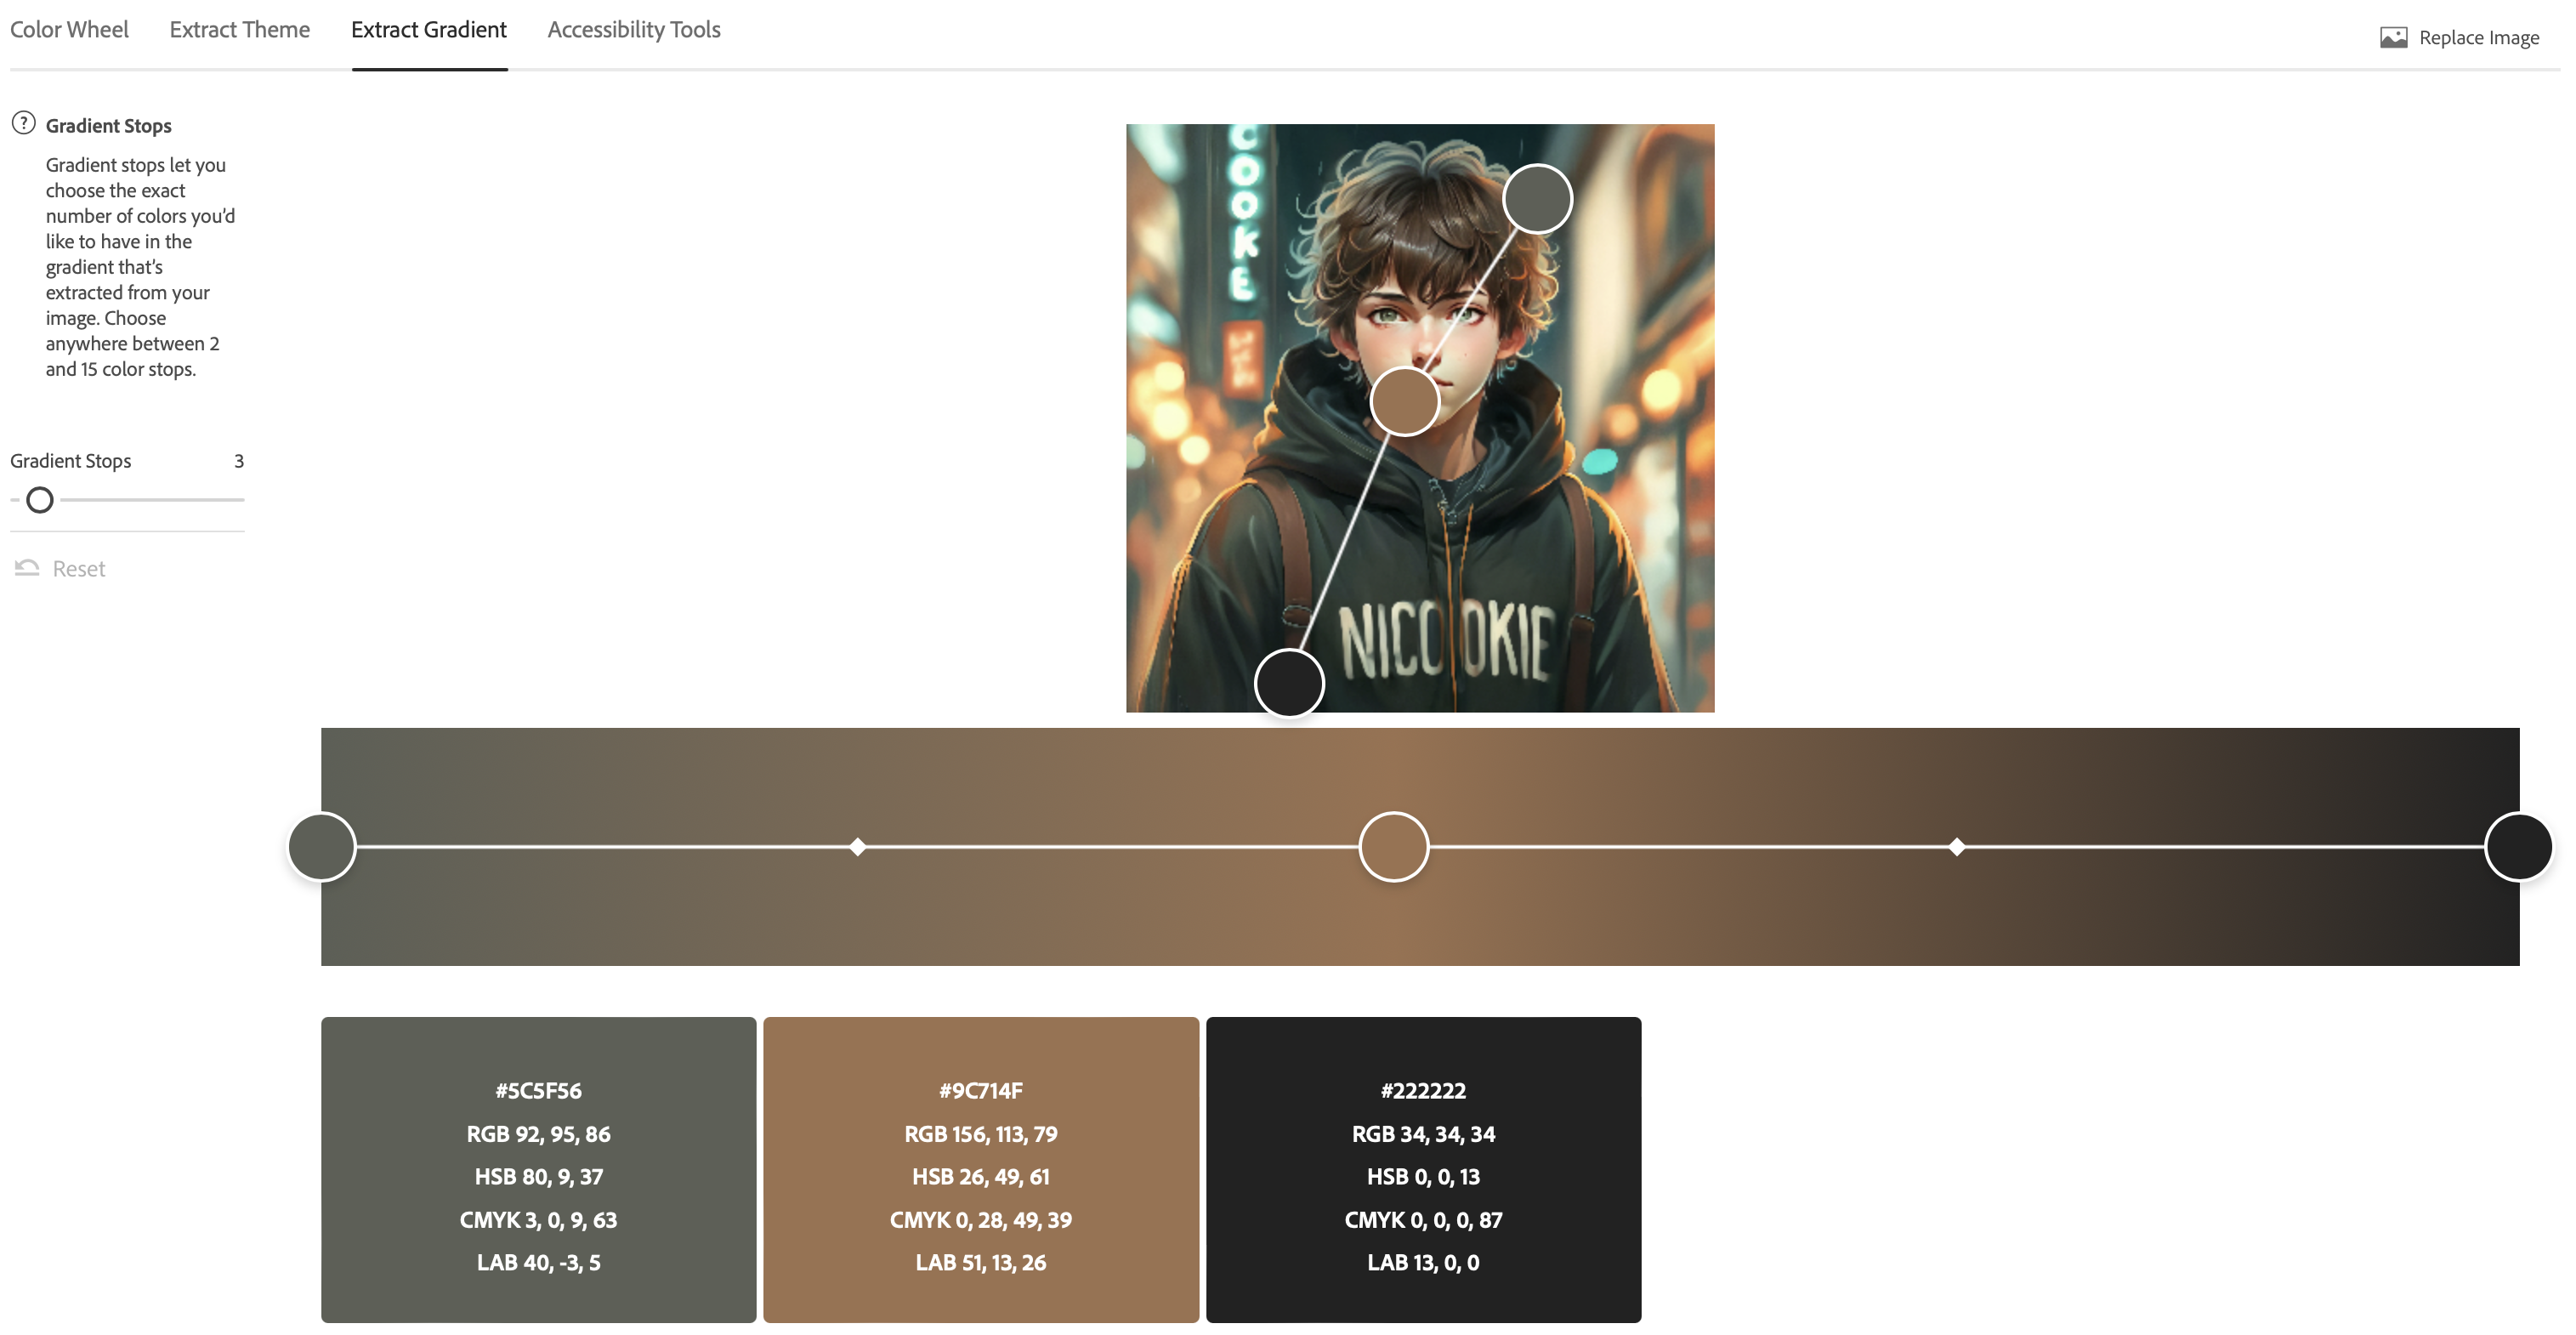 Color Wheel
Extract Theme
Extract Gradient
Accessibility Tools
Replace Image
? Gradient Stops
Gradient stops let you
choose the exact
number of colors you'd
like to have in the
gradient that's
extracted from your
image. Choose
anywhere between 2
and 15 color stops.
Gradient Stops 3
Reset
COOKE
NICOOKIE
#5C5F56
RGB 92, 95, 86
HSB 80, 9, 37
CMYK 3, 0, 9, 63
LAB 40, -3, 5
#9C714F
RGB 156, 113, 79
HSB 26, 49, 61
CMYK 0, 28, 49, 39
LAB 51, 13, 26
#222222
RGB 34, 34, 34
HSB 0, 0, 13
CMYK 0, 0, 0, 87
LAB 13, 0, 0